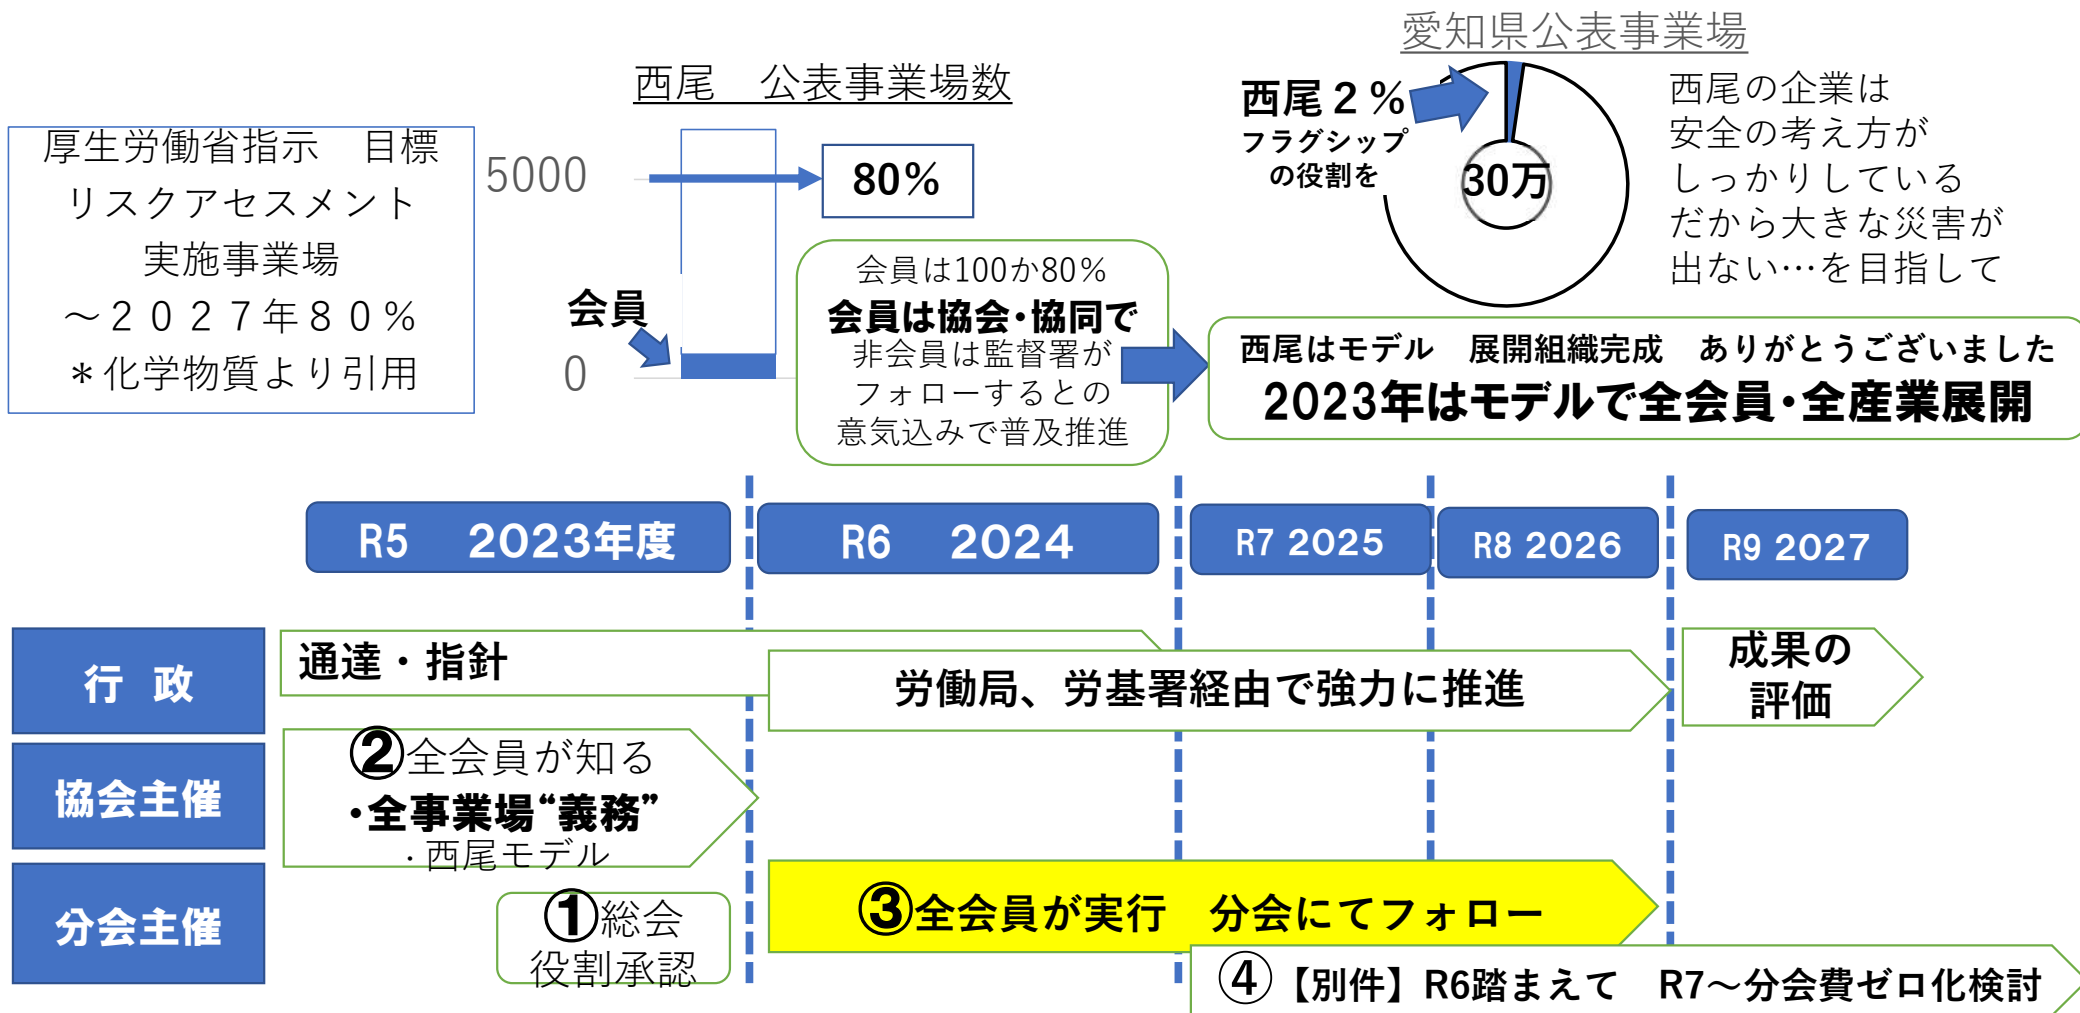 愛知県公表事業場
西尾　公表事業場数
西尾２％
フラグシップ
の役割を
30万
西尾の企業は
安全の考え方が
しっかりしている
だから大きな災害が
出ない…を目指して
厚生労働省指示　目標
リスクアセスメント
実施事業場
～２０２７年８０％
＊化学物質より引用
5000
80%
会員
0
会員は100か80%
会員は協会・協同で
非会員は監督署が
フォローするとの
意気込みで普及推進
西尾はモデル　展開組織完成　ありがとうございました
2023年はモデルで全会員・全産業展開
R5　2023年度
R6　2024
R7 2025
R8 2026
R9 2027
行 政
通達・指針
労働局、労基署経由で強力に推進
成果の
評価
協会主催
②全会員が知る
・全事業場“義務”
・西尾モデル
分会主催
①総会
役割承認
③全会員が実行　分会にてフォロー
④【別件】R6踏まえて　R7～分会費ゼロ化検討